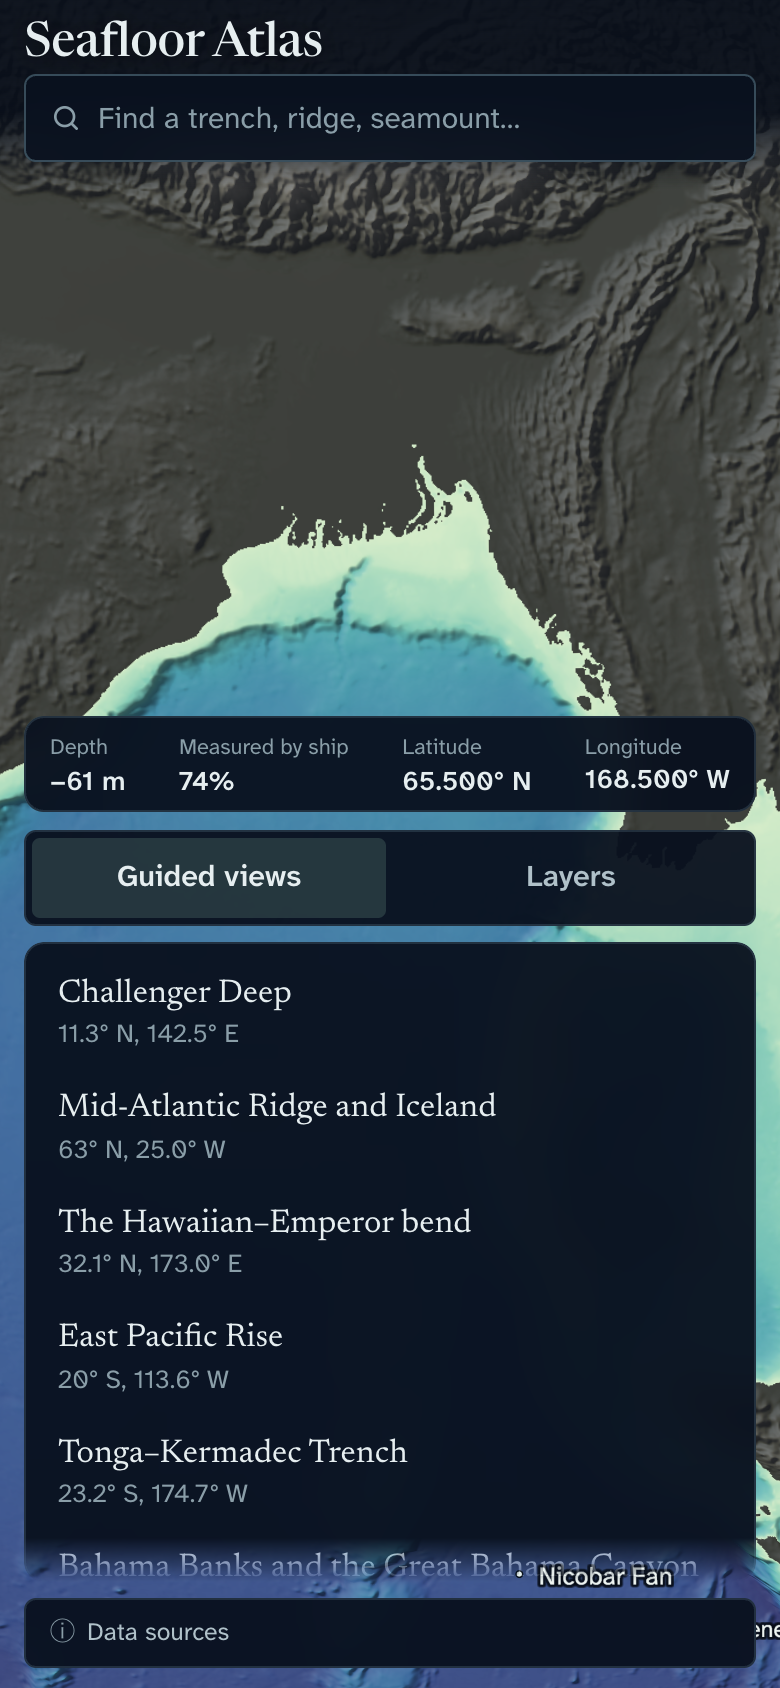 Seafloor Atlas
Find a trench, ridge, seamount...
Depth
−61 m
Measured by ship
74%
Latitude
65.500° N
Longitude
168.500° W
Guided views
Layers
Challenger Deep
11.3° N, 142.5° E
Mid-Atlantic Ridge and Iceland
63° N, 25.0° W
The Hawaiian–Emperor bend
32.1° N, 173.0° E
East Pacific Rise
20° S, 113.6° W
Tonga–Kermadec Trench
23.2° S, 174.7° W
Bahama Banks and the Great Bahama Canyon
Nicobar Fan
Data sources